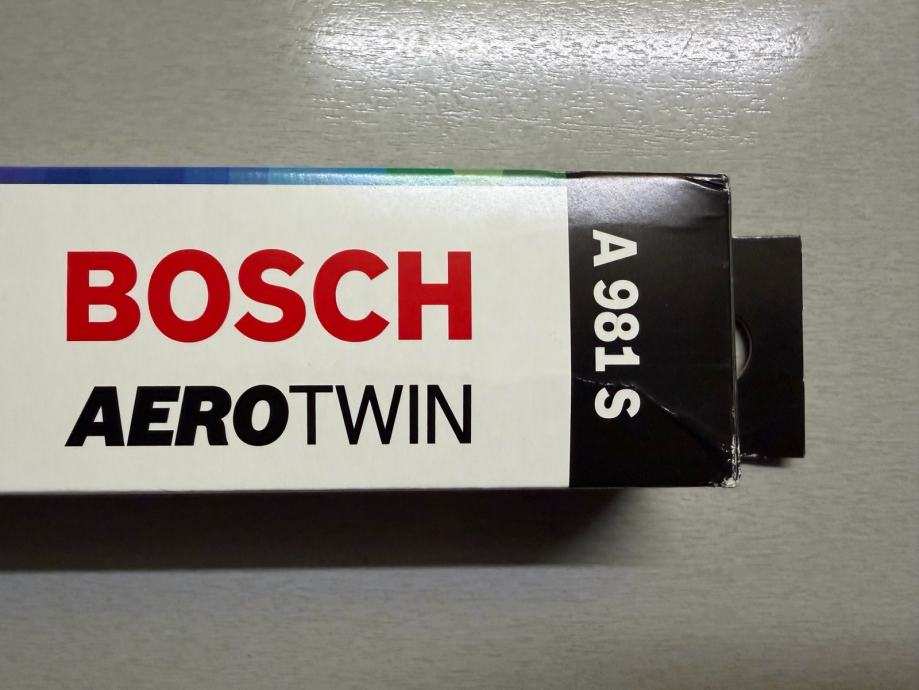 BOSCH
AEROTWIN
A 981 S